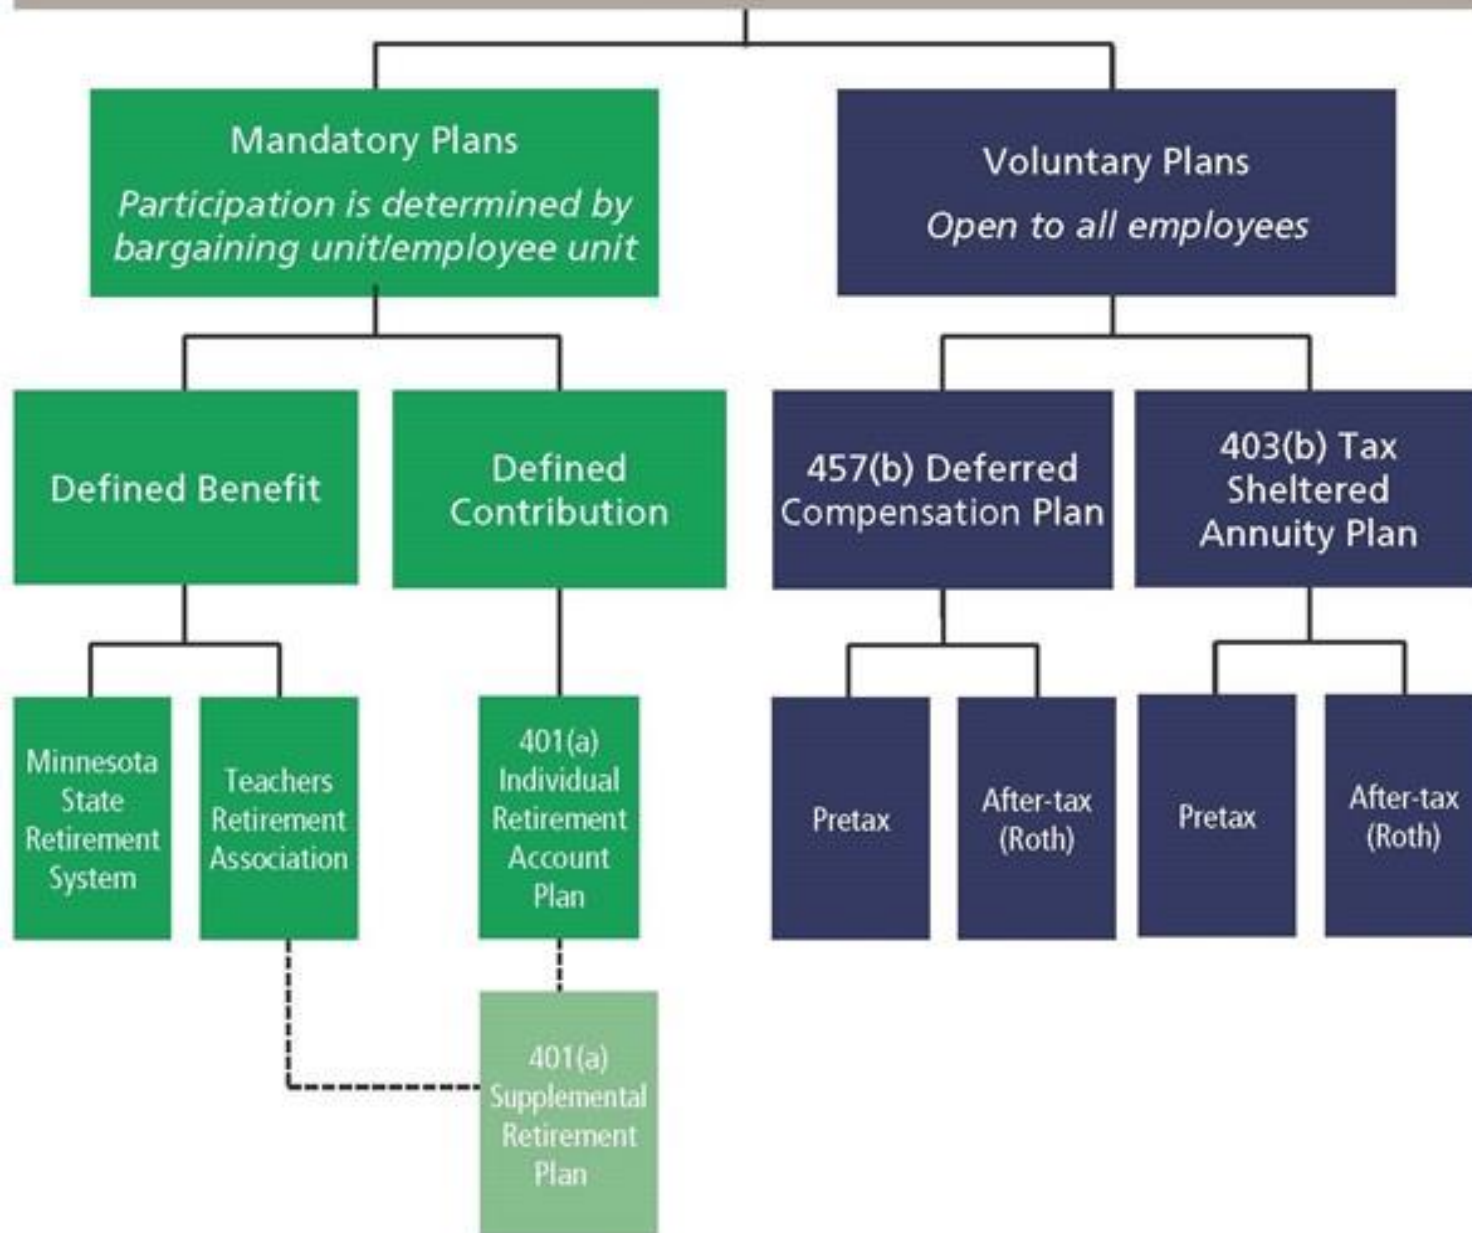 Mandatory Plans
Participation is determined by
bargaining unit/employee unit
Voluntary Plans
Open to all employees
Defined Benefit
Defined
Contribution
457(b) Deferred
Compensation Plan
403(b) Tax
Sheltered
Annuity Plan
Minnesota
State
Retirement
System
Teachers
Retirement
Association
401(a)
Individual
Retirement
Account
Plan
Pretax
After-tax
(Roth)
Pretax
After-tax
(Roth)
401(a)
Supplemental
Retirement
Plan